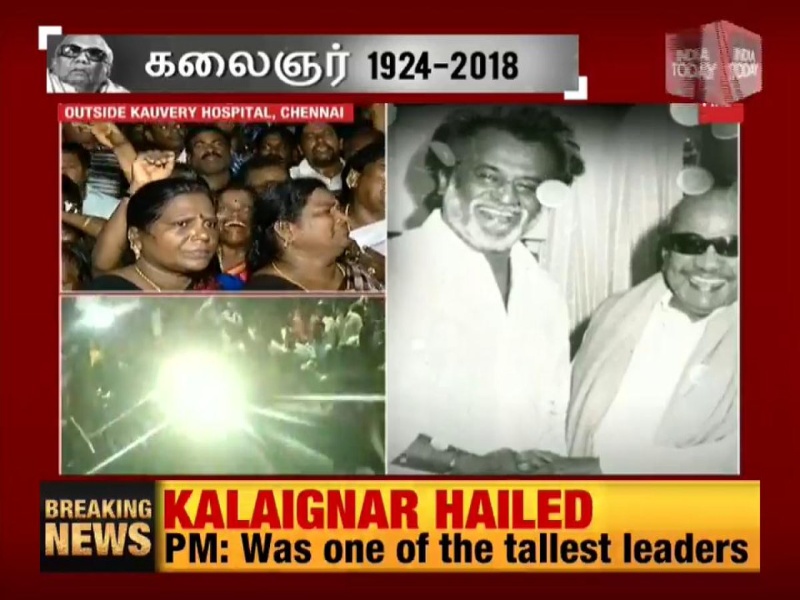 கலைஞர் 1924-2018
INDIA TODAY
INDIA TODAY
OUTSIDE KAUVERY HOSPITAL, CHENNAI
BREAKING NEWS
KALAIGNAR HAILED
PM: Was one of the tallest leaders